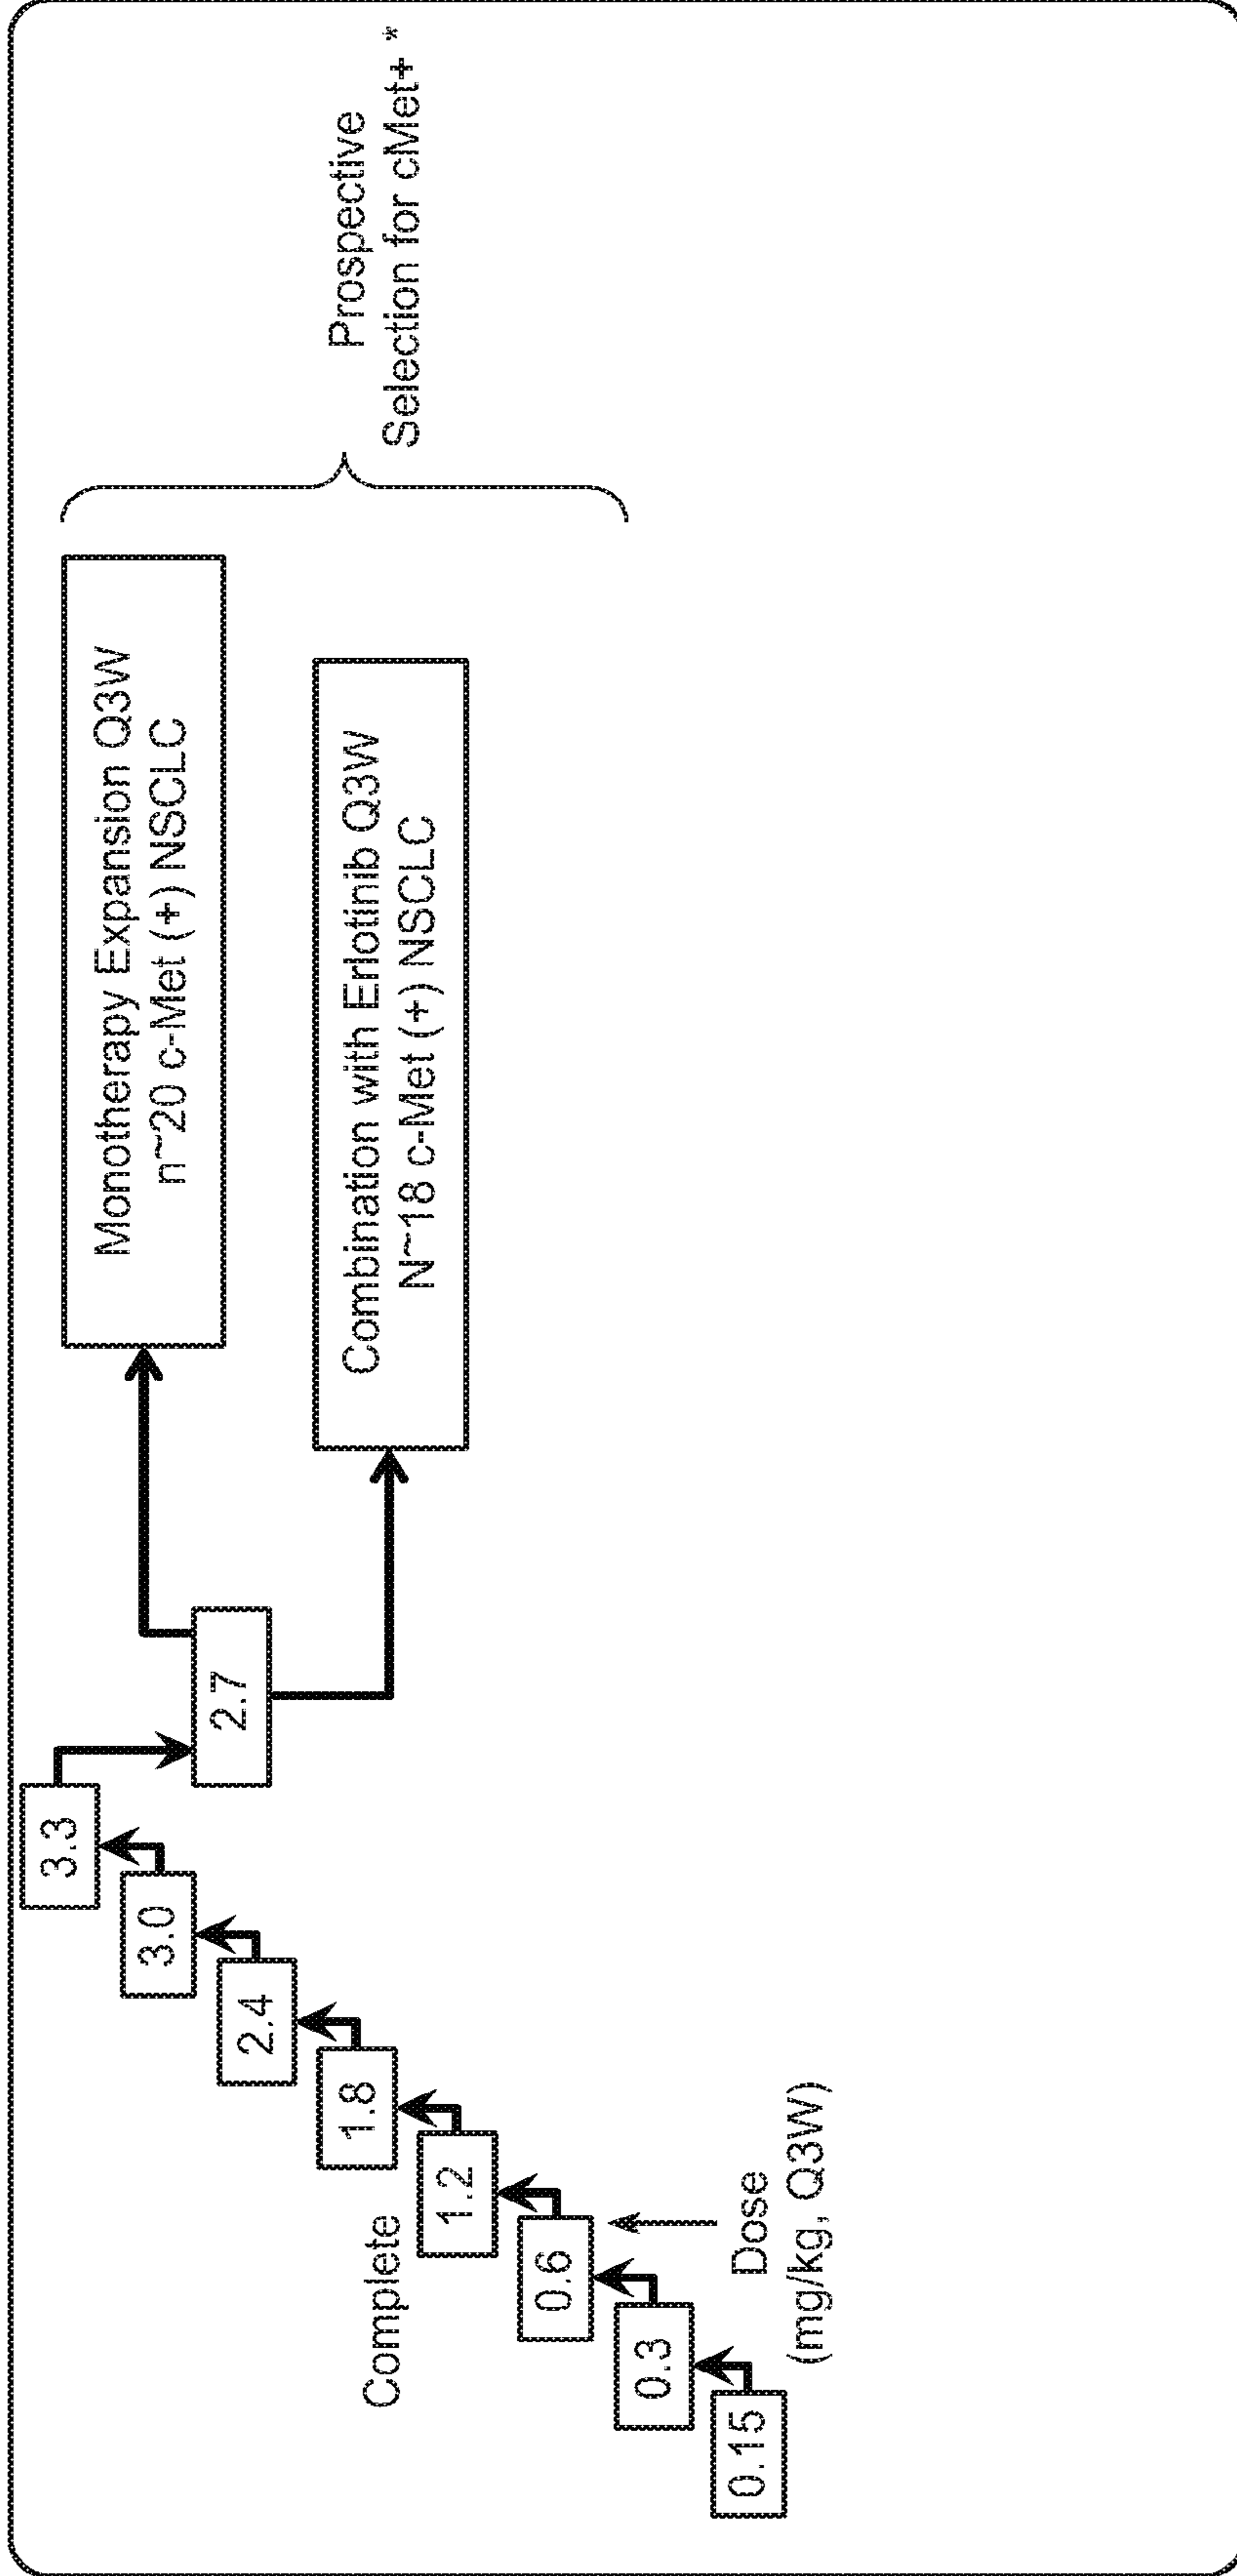 3.3
3.0
2.4
1.8
1.2
0.6
0.3
0.15
Complete
Dose
(mg/kg, Q3W)
2.7
Monotherapy Expansion Q3W
n~20 c-Met (+) NSCLC
Combination with Erlotinib Q3W
N~18 c-Met (+) NSCLC
Prospective
Selection for cMet+ *